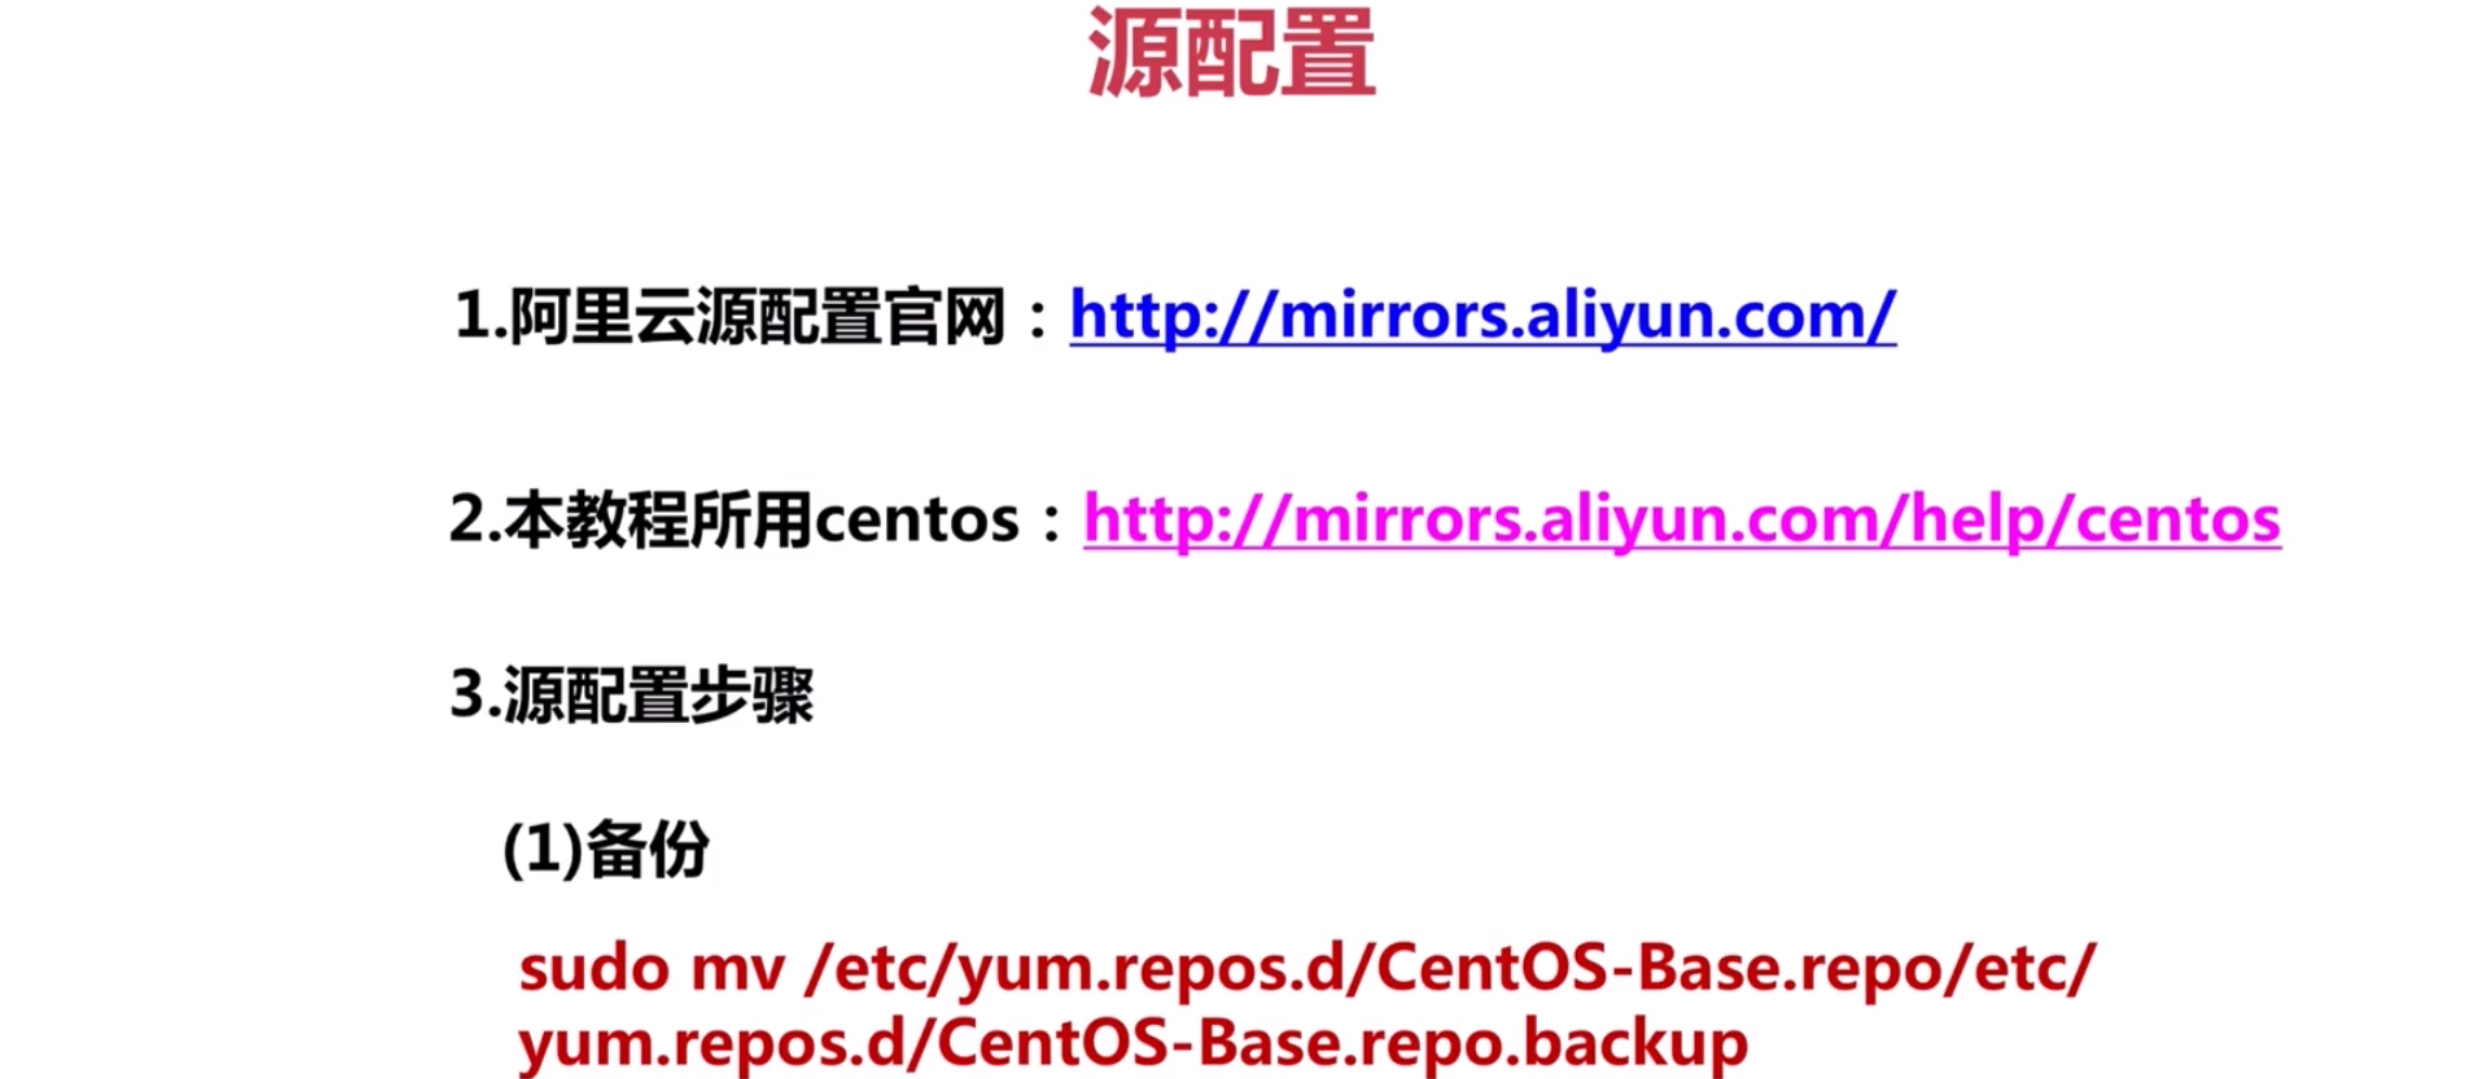 源配置
1.阿里云源配置官网：http://mirrors.aliyun.com/
2.本教程所用centos：http://mirrors.aliyun.com/help/centos
3.源配置步骤
(1)备份
sudo mv /etc/yum.repos.d/CentOS-Base.repo/etc/
yum.repos.d/CentOS-Base.repo.backup